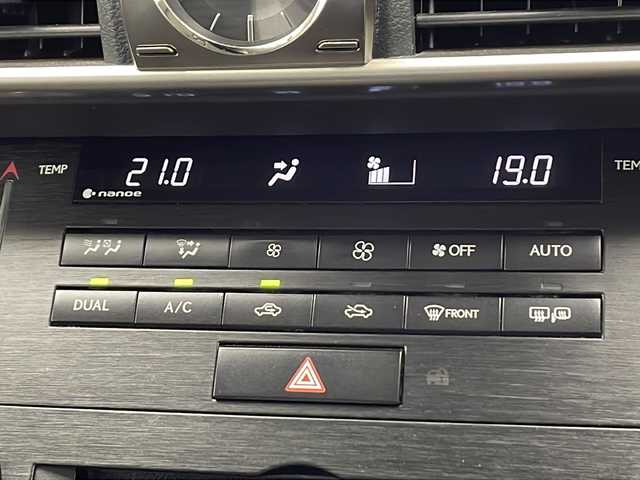 TEMP 21.0 19.0 TEM
nanoe
OFF AUTO
DUAL A/C FRONT